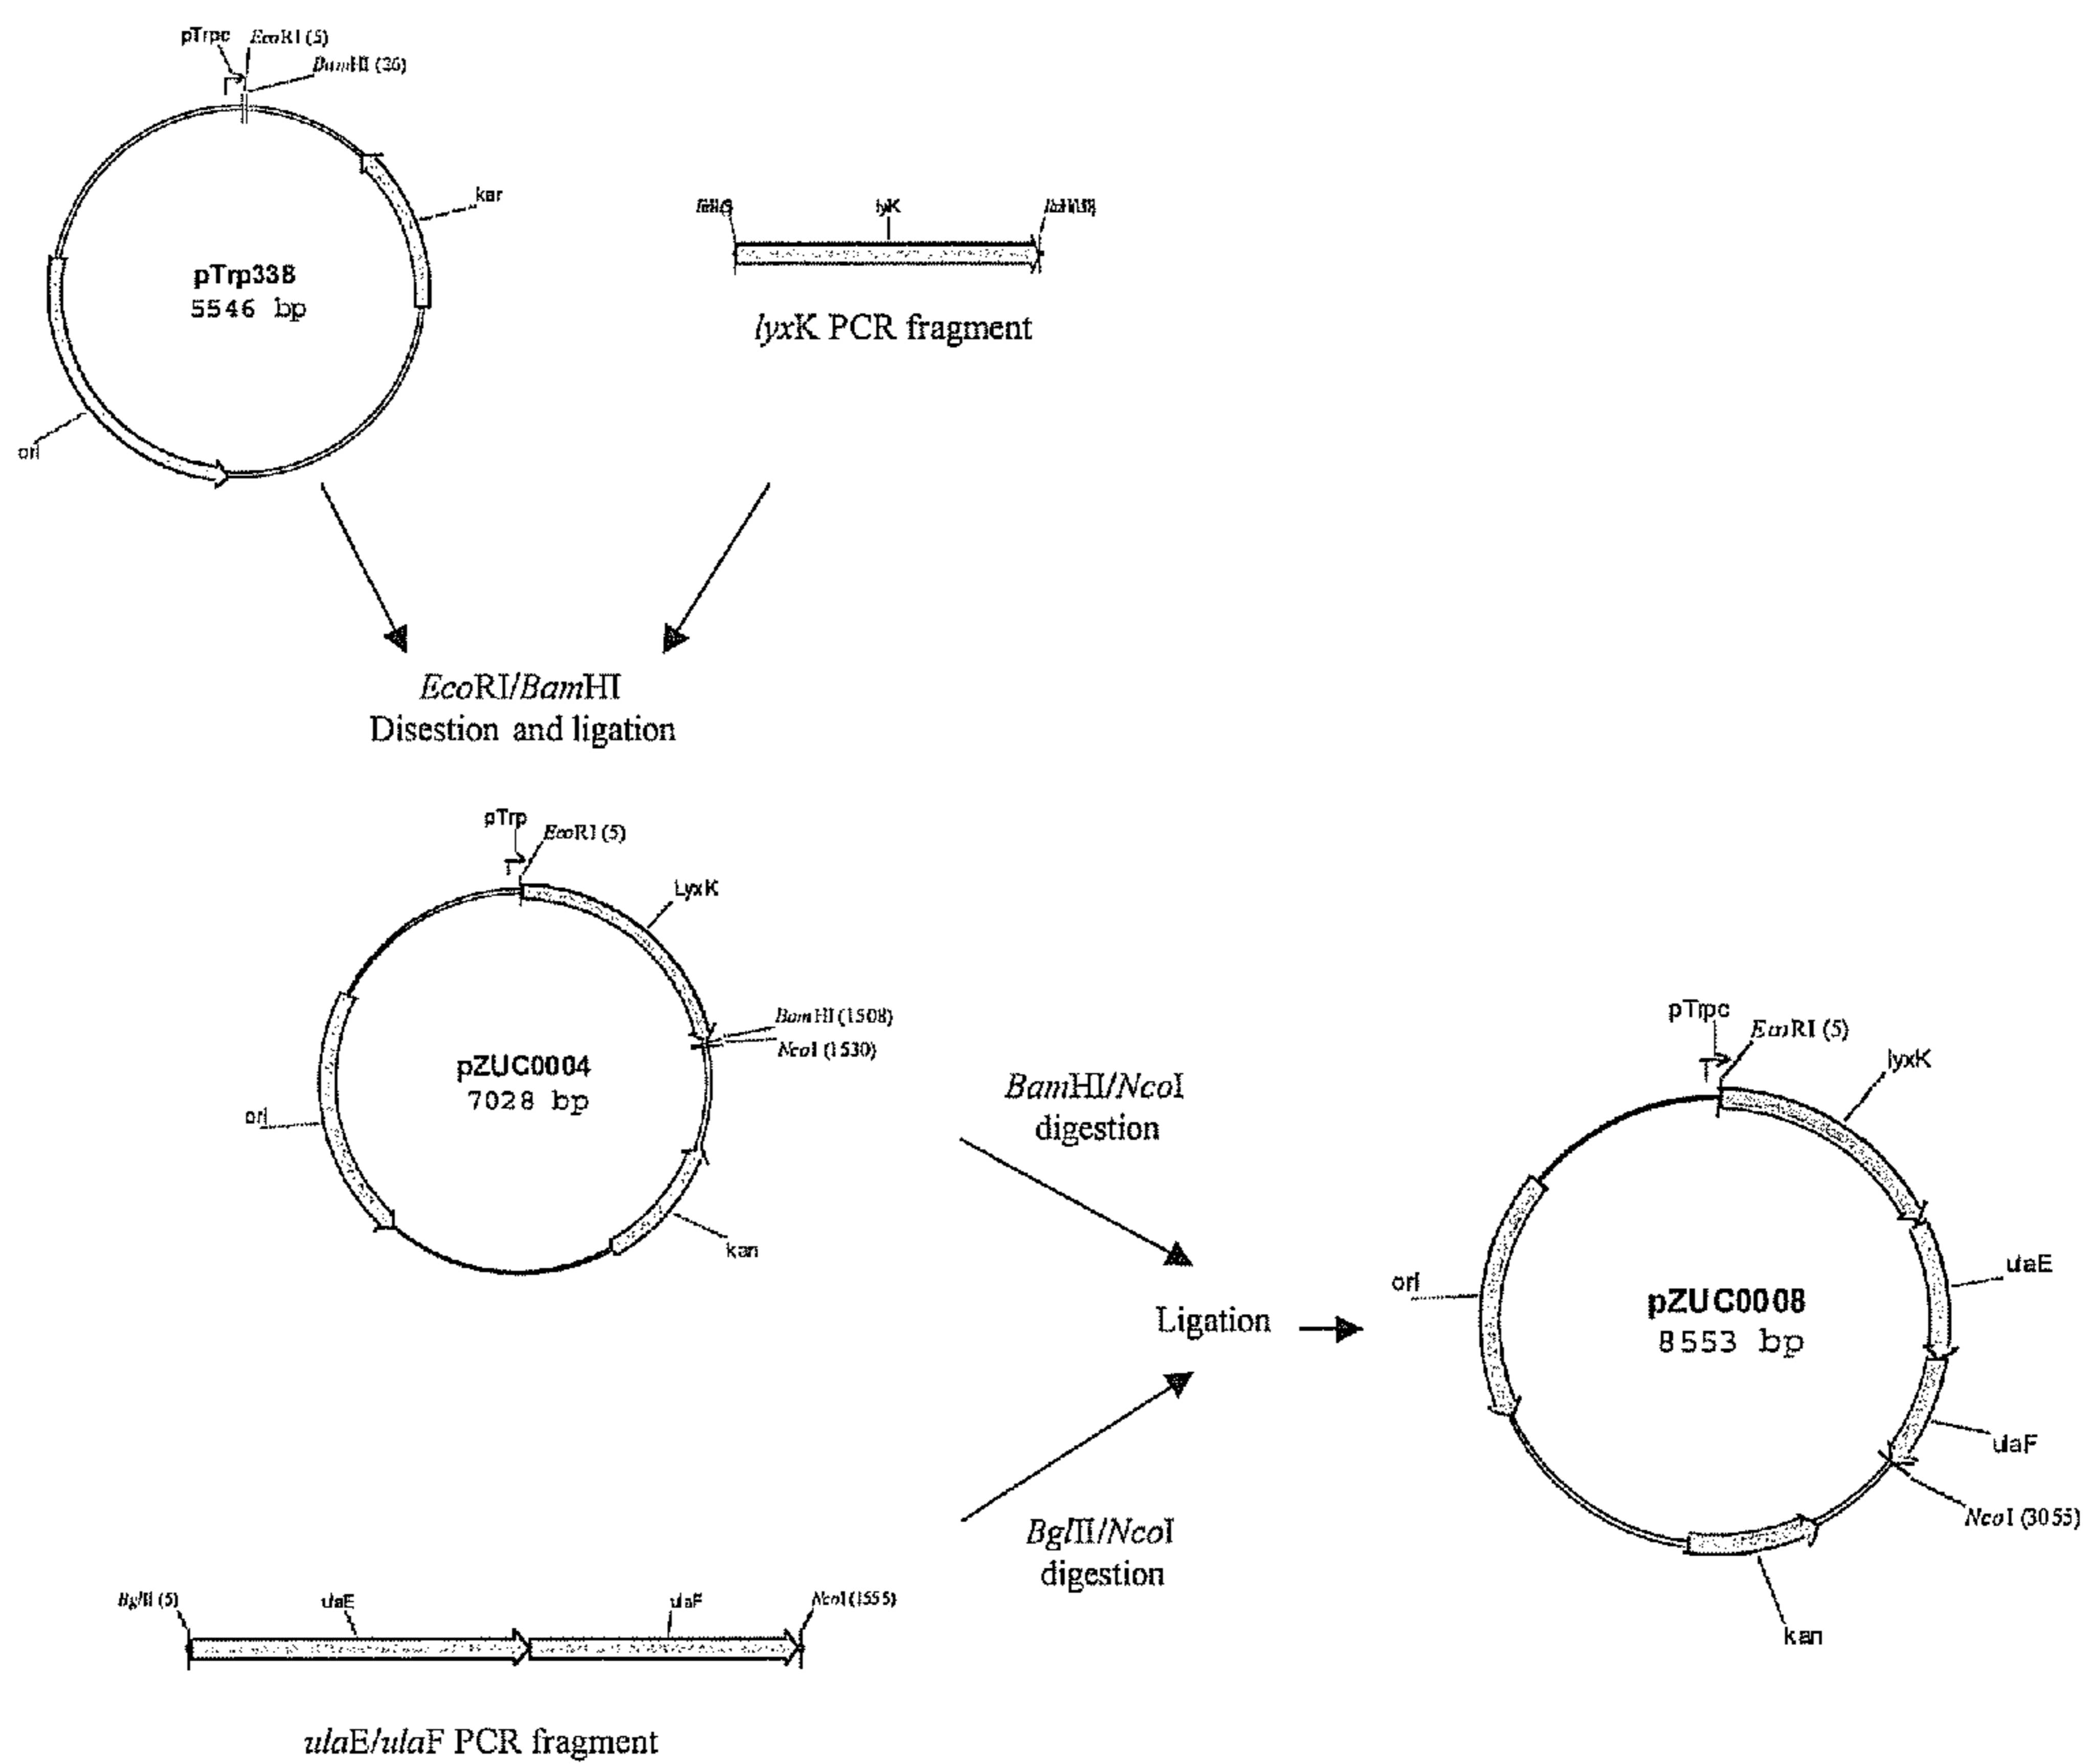 pTrpc
EcoRI (5)
BamHI (26)
kar
pTrp338
5546 bp
ori
lyK
lyxK PCR fragment
EcoRI/BamHI
Disestion and ligation
pTrp
EcoRI (5)
LyxK
BamHI (1508)
NcoI (1530)
pZUC0004
7028 bp
ori
kan
BamHI/NcoI
digestion
Ligation
BglII/NcoI
digestion
pTrpc
EcoRI (5)
lyxK
ulaE
ori
pZUC0008
8553 bp
ulaF
NcoI (3055)
kan
BglII (5)
ulaE
ulaF
NcoI (1555)
ulaE/ulaF PCR fragment